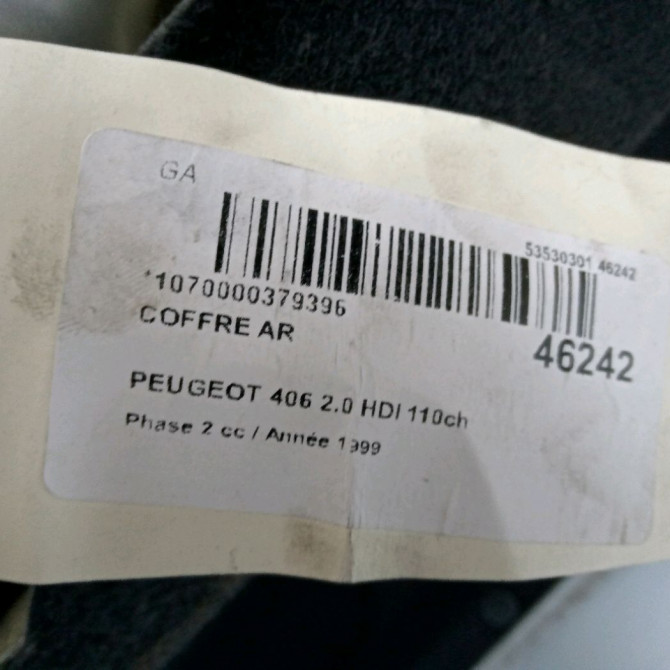 GA
53530301 46242
*1070000379396
COFFRE AR
46242
PEUGEOT 406 2.0 HDI 110ch
Phase 2 cc / Année 1999